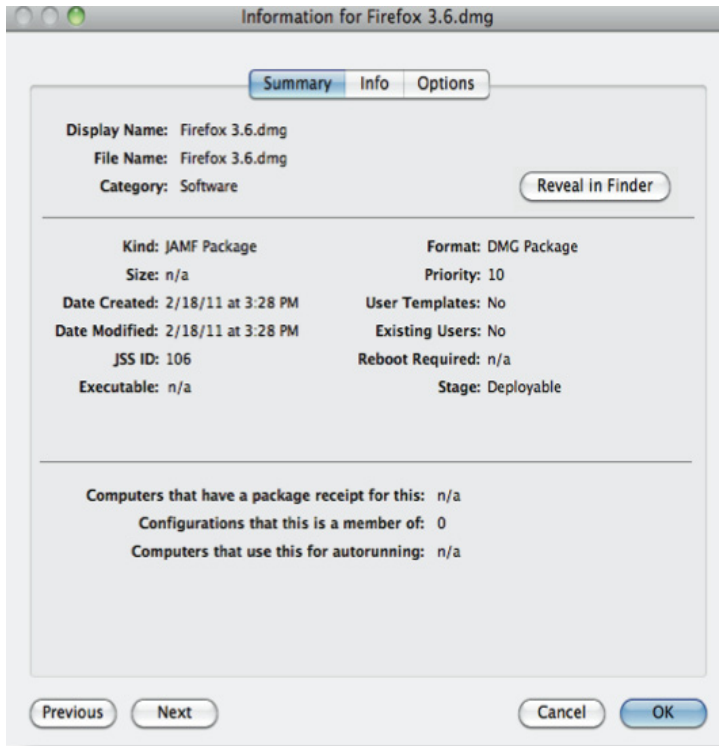 Information for Firefox 3.6.dmg
Summary Info Options
Display Name: Firefox 3.6.dmg
File Name: Firefox 3.6.dmg
Category: Software
Reveal in Finder
Kind: JAMF Package
Format: DMG Package
Size: n/a
Priority: 10
Date Created: 2/18/11 at 3:28 PM
User Templates: No
Date Modified: 2/18/11 at 3:28 PM
Existing Users: No
JSS ID: 106
Reboot Required: n/a
Executable: n/a
Stage: Deployable
Computers that have a package receipt for this: n/a
Configurations that this is a member of: 0
Computers that use this for autorunning: n/a
Previous Next Cancel OK